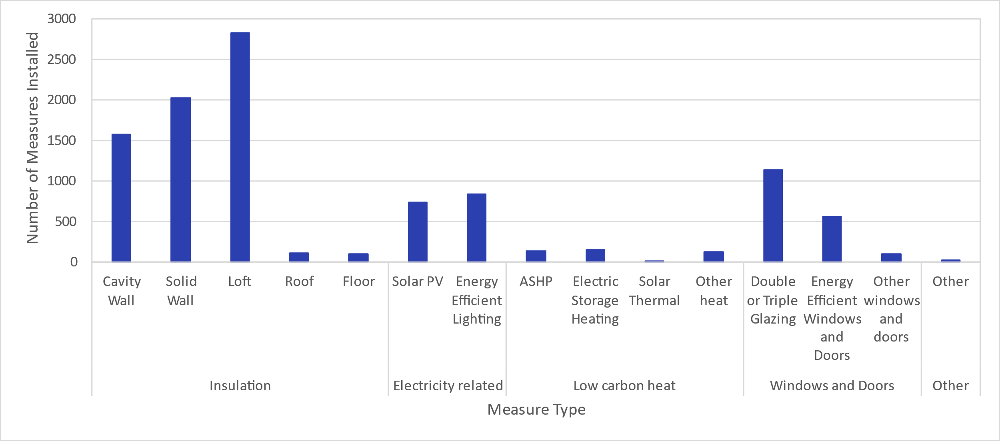 Number of Measures Installed
3000
2500
2000
1500
1000
500
0
Cavity
Wall
Solid
Wall
Loft
Roof
Floor
Solar PV
Energy
Efficient
Lighting
ASHP
Electric
Storage
Heating
Solar
Thermal
Other
heat
Double
or Triple
Glazing
Energy
Efficient
Windows
and
Doors
Other
windows
and
doors
Other
Insulation
Electricity related
Low carbon heat
Windows and Doors
Other
Measure Type